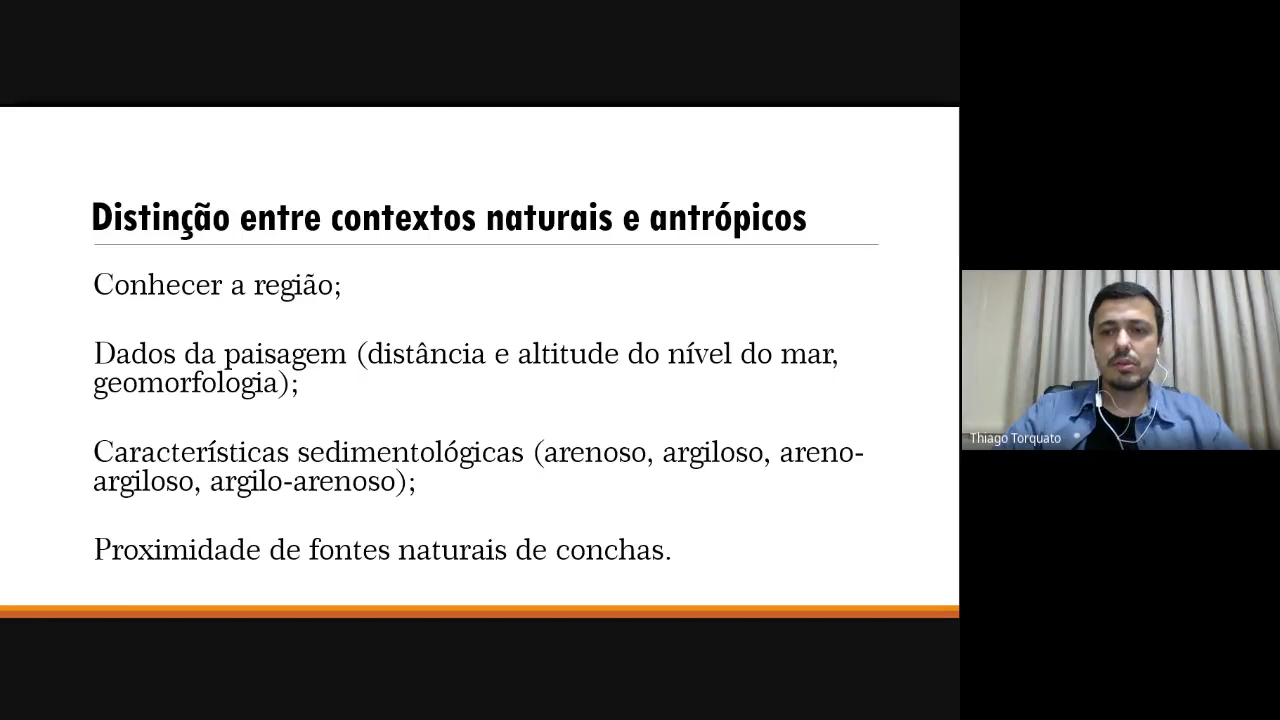 Distinção entre contextos naturais e antrópicos
Conhecer a região;
Dados da paisagem (distância e altitude do nível do mar,
geomorfologia);
Características sedimentológicas (arenoso, argiloso, areno-
argiloso, argilo-arenoso);
Proximidade de fontes naturais de conchas.
Thiago Torquato